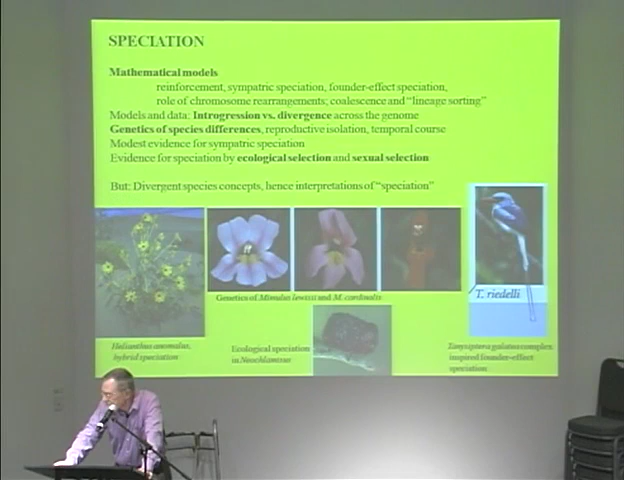 SPECIATION
Mathematical models
reinforcement, sympatric speciation, founder-effect speciation,
role of chromosome rearrangements; coalescence and "lineage sorting"
Models and data: Introgression vs. divergence across the genome
Genetics of species differences, reproductive isolation, temporal course
Modest evidence for sympatric speciation
Evidence for speciation by ecological selection and sexual selection
But: Divergent species concepts, hence interpretations of "speciation"
T. riedelli
Genetics of Mimulus lewisii and M. cardinalis
Helianthus anomalus,
hybrid speciation
Ecological speciation
in Neochlamisus
Tanysiptera galatea complex
inspired founder-effect
speciation